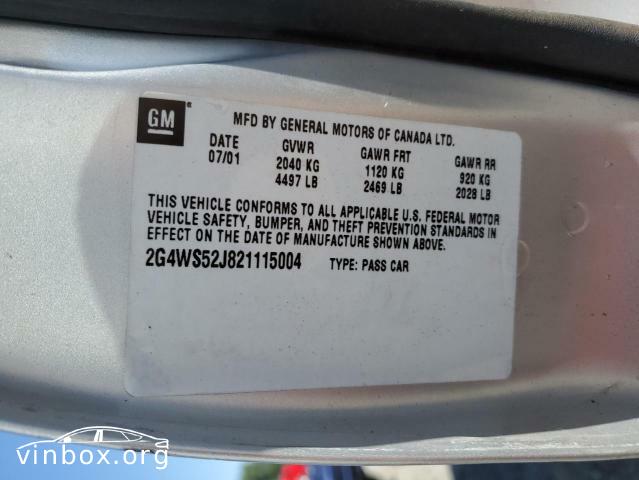 GM
MFD BY GENERAL MOTORS OF CANADA LTD.
DATE GVWR GAWR FRT GAWR RR
07/01 2040 KG 1120 KG 920 KG
4497 LB 2469 LB 2028 LB
THIS VEHICLE CONFORMS TO ALL APPLICABLE U.S. FEDERAL MOTOR
VEHICLE SAFETY, BUMPER, AND THEFT PREVENTION STANDARDS IN
EFFECT ON THE DATE OF MANUFACTURE SHOWN ABOVE.
2G4WS52J821115004 TYPE: PASS CAR
vinbox.org